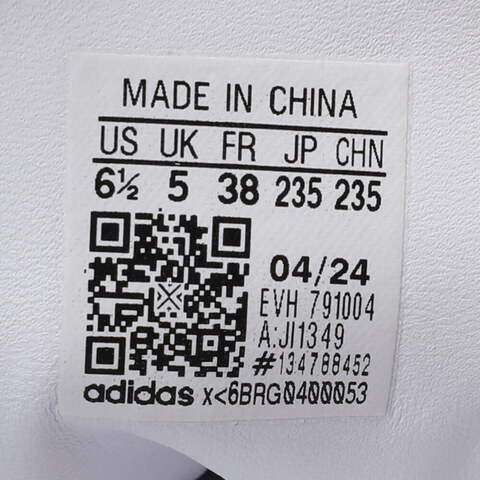 MADE IN CHINA
US UK FR JP CHN
6½ 5 38 235 235
04/24
EVH 791004
A:JI1349
#134788452
adidas x<6BRG0400053